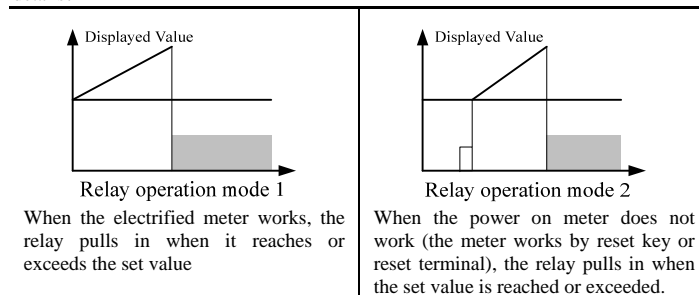 Displayed Value
Relay operation mode 1
When the electrified meter works, the
relay pulls in when it reaches or
exceeds the set value
Displayed Value
Relay operation mode 2
When the power on meter does not
work (the meter works by reset key or
reset terminal), the relay pulls in when
the set value is reached or exceeded.